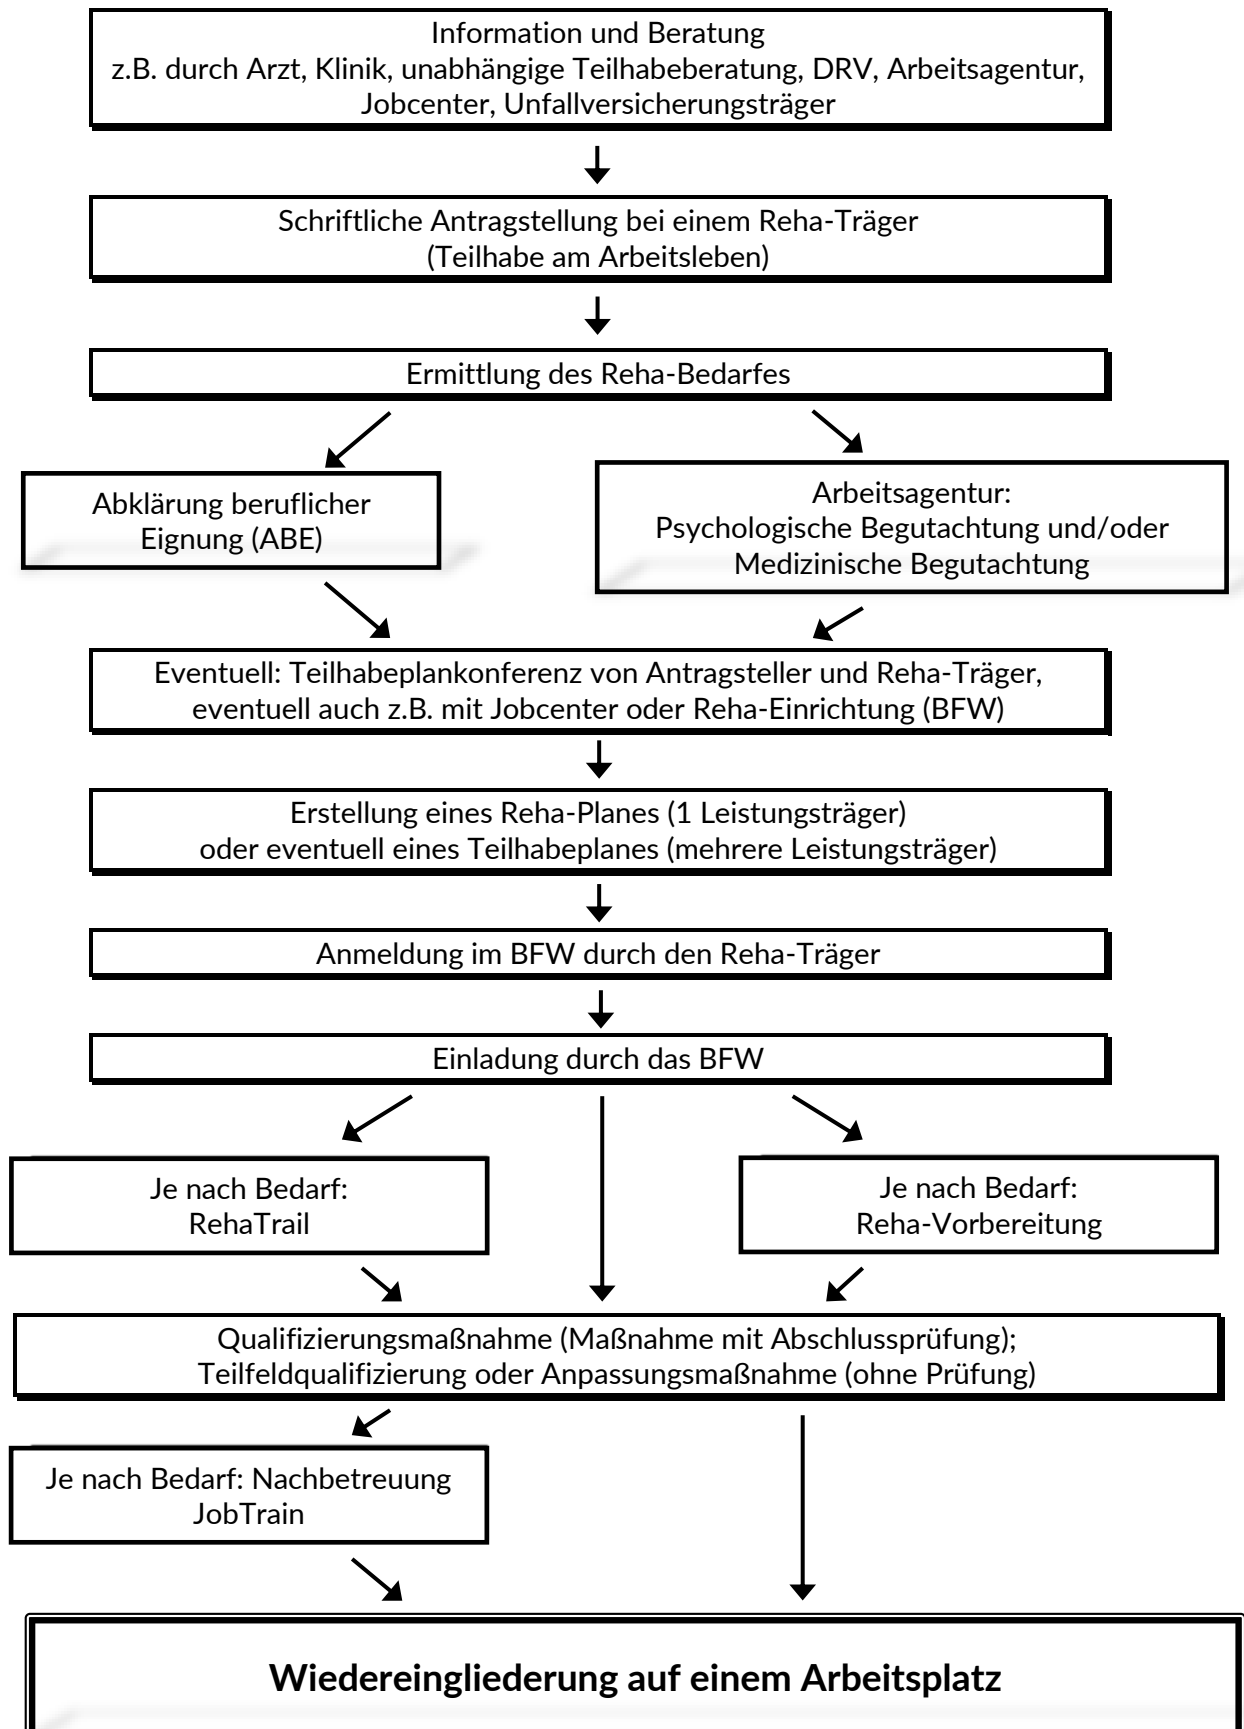 Information und Beratung
z.B. durch Arzt, Klinik, unabhängige Teilhabeberatung, DRV, Arbeitsagentur,
Jobcenter, Unfallversicherungsträger
Schriftliche Antragstellung bei einem Reha-Träger
(Teilhabe am Arbeitsleben)
Ermittlung des Reha-Bedarfes
Abklärung beruflicher
Eignung (ABE)
Arbeitsagentur:
Psychologische Begutachtung und/oder
Medizinische Begutachtung
Eventuell: Teilhabeplankonferenz von Antragsteller und Reha-Träger,
eventuell auch z.B. mit Jobcenter oder Reha-Einrichtung (BFW)
Erstellung eines Reha-Planes (1 Leistungsträger)
oder eventuell eines Teilhabeplanes (mehrere Leistungsträger)
Anmeldung im BFW durch den Reha-Träger
Einladung durch das BFW
Je nach Bedarf:
RehaTrail
Je nach Bedarf:
Reha-Vorbereitung
Qualifizierungsmaßnahme (Maßnahme mit Abschlussprüfung);
Teilfeldqualifizierung oder Anpassungsmaßnahme (ohne Prüfung)
Je nach Bedarf: Nachbetreuung
JobTrain
Wiedereingliederung auf einem Arbeitsplatz